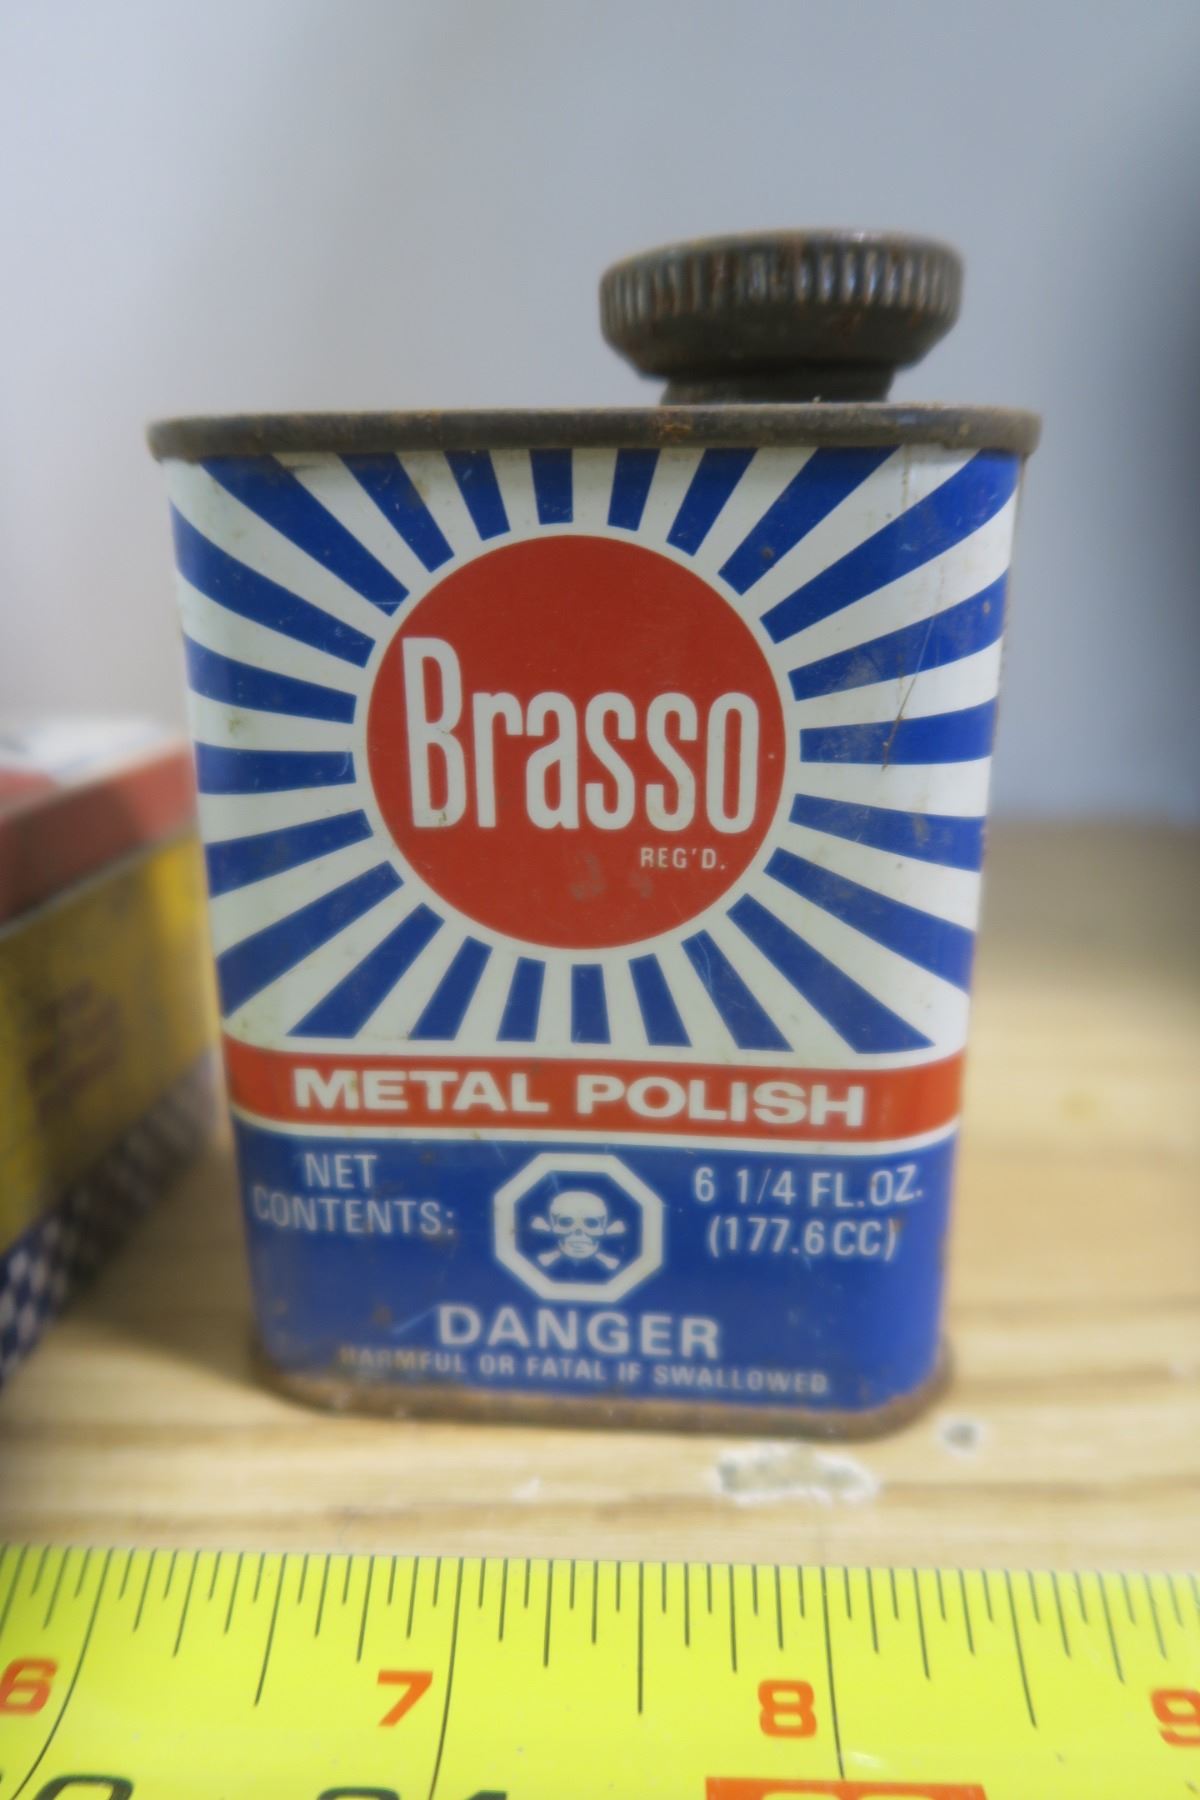 Brasso
REG'D.
METAL POLISH
NET
CONTENTS:
6 1/4 FL.OZ.
(177.6CC)
DANGER
HARMFUL OR FATAL IF SWALLOWED
6 7 8 9